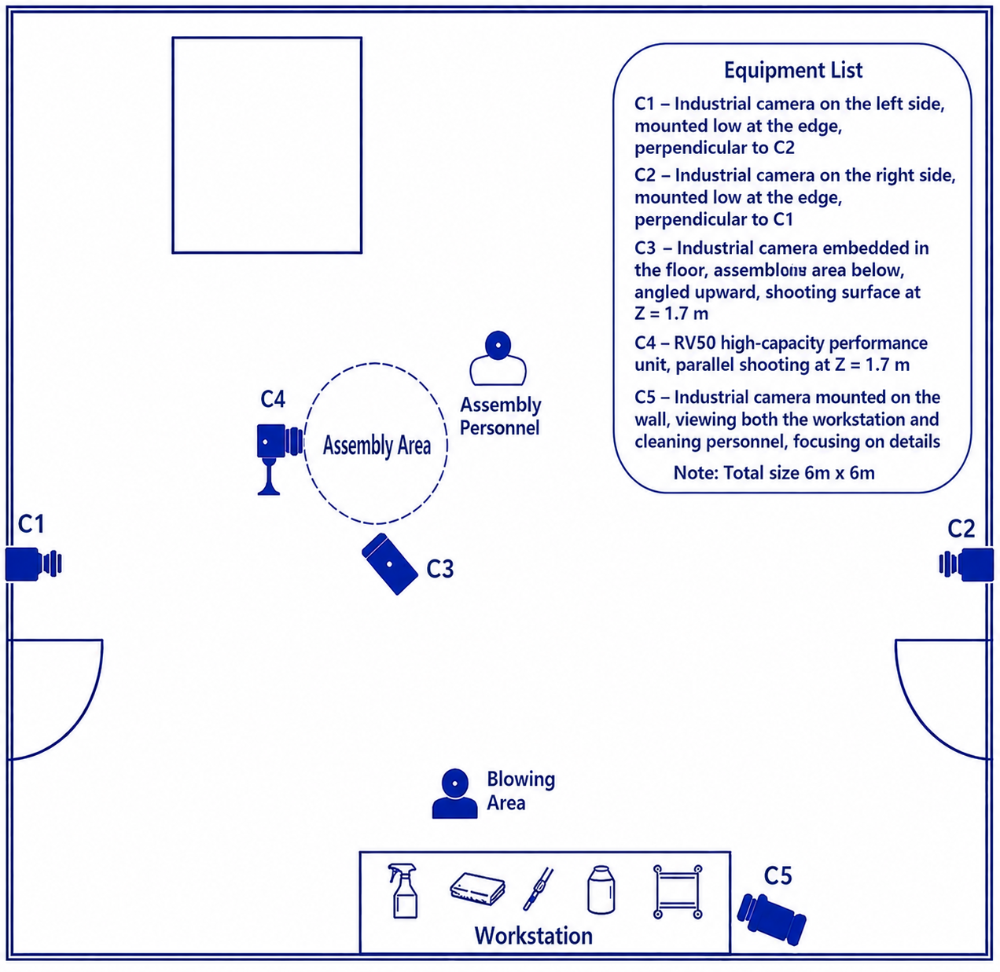 Equipment List
C1 – Industrial camera on the left side,
mounted low at the edge,
perpendicular to C2
C2 – Industrial camera on the right side,
mounted low at the edge,
perpendicular to C1
C3 – Industrial camera embedded in
the floor, area below,
angled upward, shooting surface at
Z = 1.7 m
C4 – RV50 high-capacity performance
unit, parallel shooting at Z = 1.7 m
C5 – Industrial camera mounted on the
wall, viewing both the workstation and
cleaning personnel, focusing on details
Note: Total size 6m x 6m
C4
Assembly Area
Assembly
Personnel
C1
C2
C3
Blowing
Area
C5
Workstation